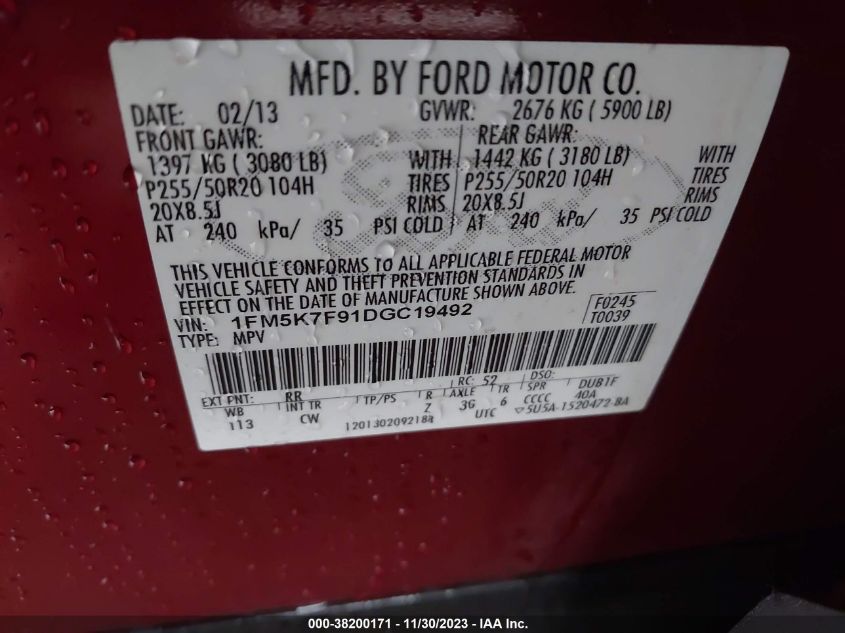 MFD. BY FORD MOTOR CO.
DATE: 02/13 GVWR: 2676 KG ( 5900 LB)
FRONT GAWR: REAR GAWR:
1397 KG ( 3080 LB) WITH 1442 KG ( 3180 LB) WITH
P255/50R20 104H TIRES P255/50R20 104H TIRES
20X8.5J RIMS 20X8.5J RIMS
AT 240 kPa/ 35 PSI COLD AT 240 kPa/ 35 PSI COLD
THIS VEHICLE CONFORMS TO ALL APPLICABLE FEDERAL MOTOR
VEHICLE SAFETY AND THEFT PREVENTION STANDARDS IN
EFFECT ON THE DATE OF MANUFACTURE SHOWN ABOVE.
VIN: 1FM5K7F91DGC19492 F0245
TYPE: MPV T0039
EXT PNT: RR RC: 52 DSO:
WB INT TR TP/PS R AXLE TR SPR DUB1F
113 CW Z 3G 6 CCCC 40A
120130209218 UTC 5U5A-1520472-BA
000-38200171 - 11/30/2023 - IAA Inc.